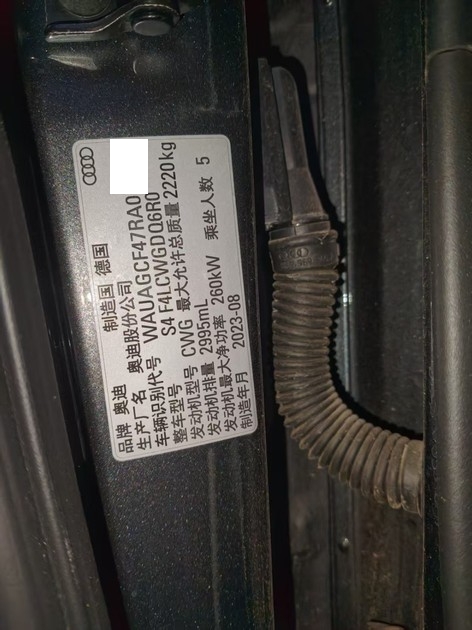 品牌 奥迪 制造国 德国
生产厂名 奥迪股份公司
车辆识别代号 WAUAGCF47RA0
整车型号 S4 F4LCWGDQ6R0
发动机型号 CWG 最大允许总质量 2220kg
发动机排量 2995mL
发动机最大净功率 260kW 乘坐人数 5
制造年月 2023-08